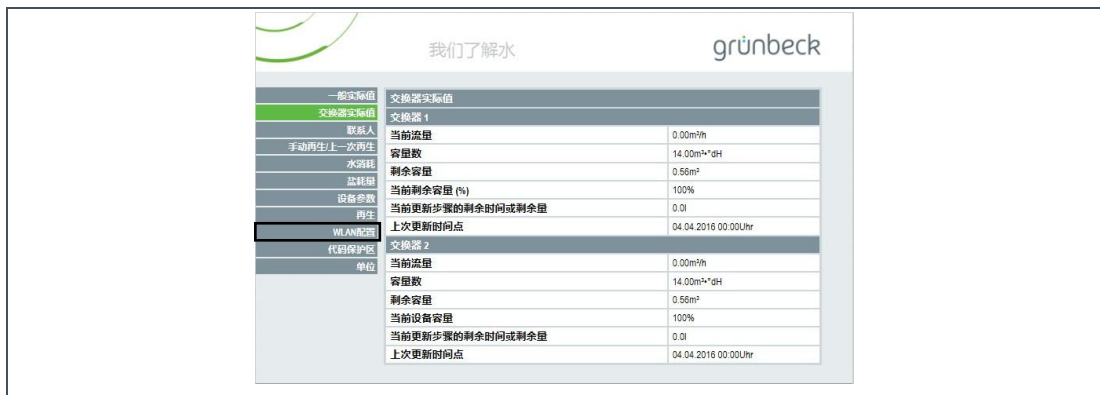 我们了解水
grünbeck
一般实际值
交换器实际值
联系人
手动再生/上一次再生
水消耗
盐耗量
设备参数
再生
WLAN配置
代码保护区
单位
交换器实际值
交换器 1
当前流量 0.00m³/h
容量数 14.00m³•°dH
剩余容量 0.56m³
当前剩余容量 (%) 100%
当前更新步骤的剩余时间或剩余量 0.0l
上次更新时间点 04.04.2016 00:00Uhr
交换器 2
当前流量 0.00m³/h
容量数 14.00m³•°dH
剩余容量 0.56m³
当前设备容量 100%
当前更新步骤的剩余时间或剩余量 0.0l
上次更新时间点 04.04.2016 00:00Uhr